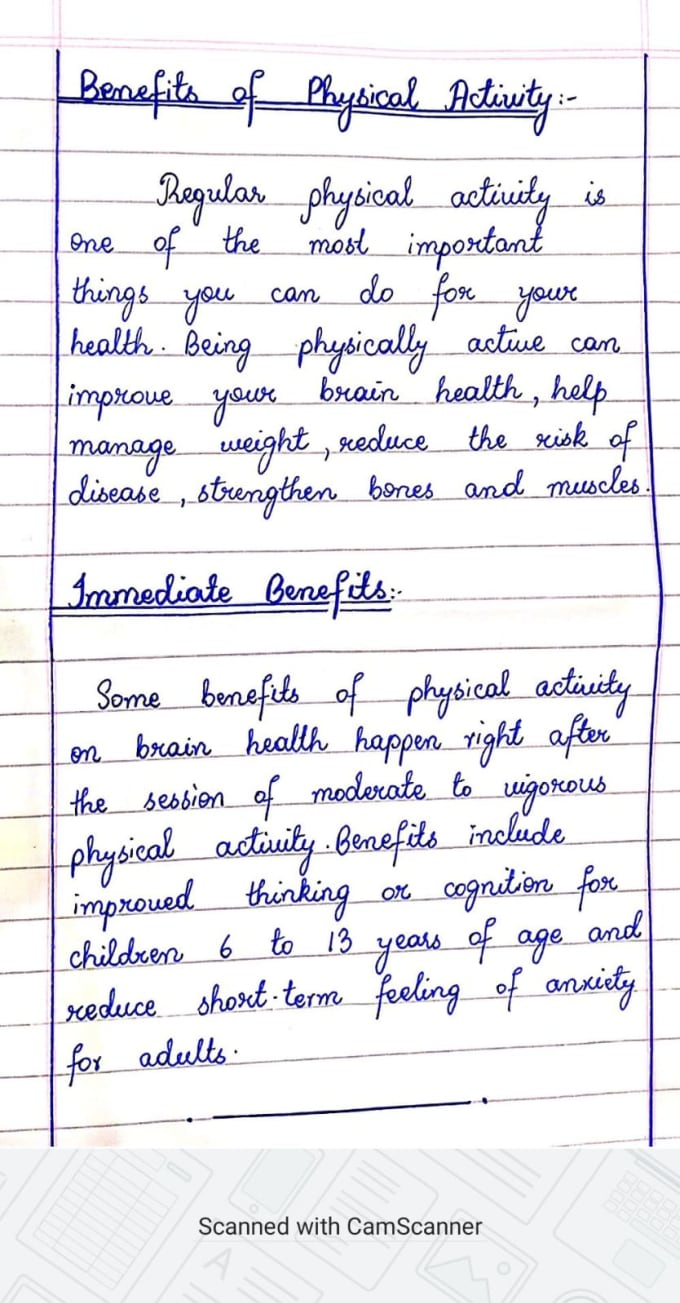 Benefits of Physical Activity:-
Regular physical activity is
one of the most important
things you can do for your
health. Being physically active can
improve your brain health, help
manage weight, reduce the risk of
disease, strengthen bones and muscles.
Immediate Benefits:-
Some benefits of physical activity
on brain health happen right after
the session of moderate to vigorous
physical activity. Benefits include
improved thinking or cognition for
children 6 to 13 years of age and
reduce short-term feeling of anxiety
for adults.
Scanned with CamScanner